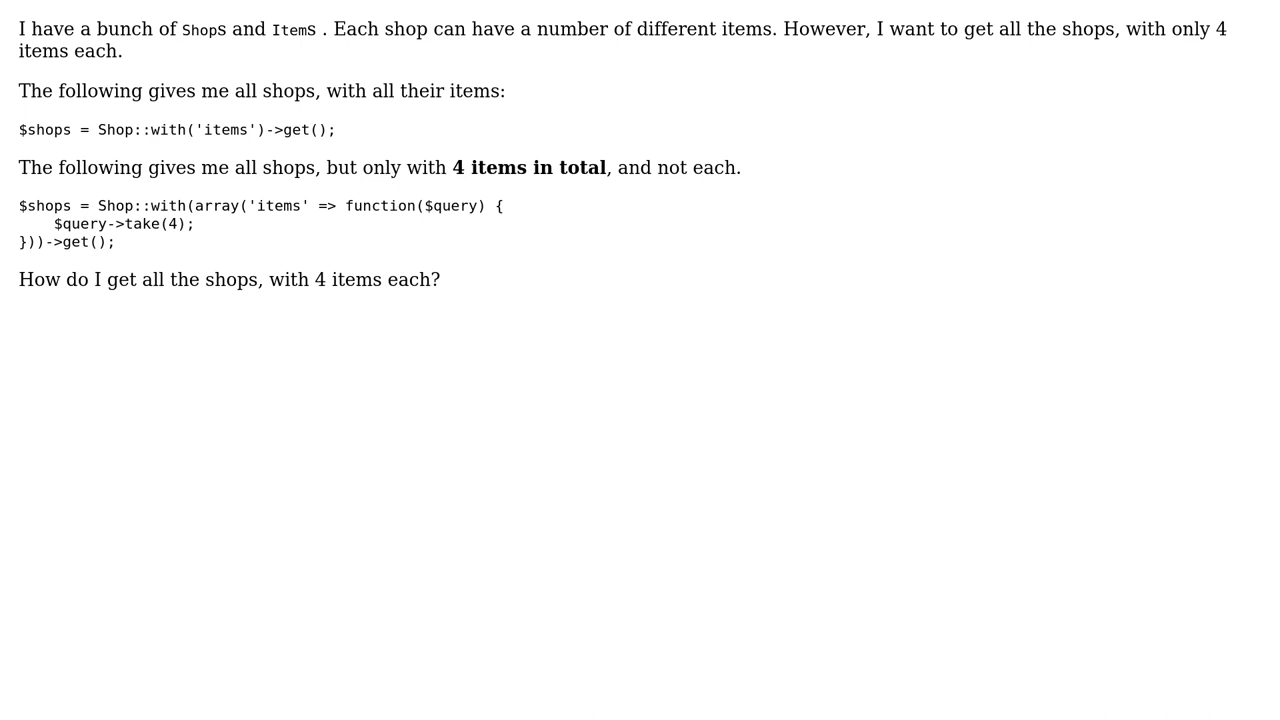 I have a bunch of Shops and Items . Each shop can have a number of different items. However, I want to get all the shops, with only 4
items each.
The following gives me all shops, with all their items:
$shops = Shop::with('items')->get();
The following gives me all shops, but only with 4 items in total, and not each.
$shops = Shop::with(array('items' => function($query) {
    $query->take(4);
}))->get();
How do I get all the shops, with 4 items each?